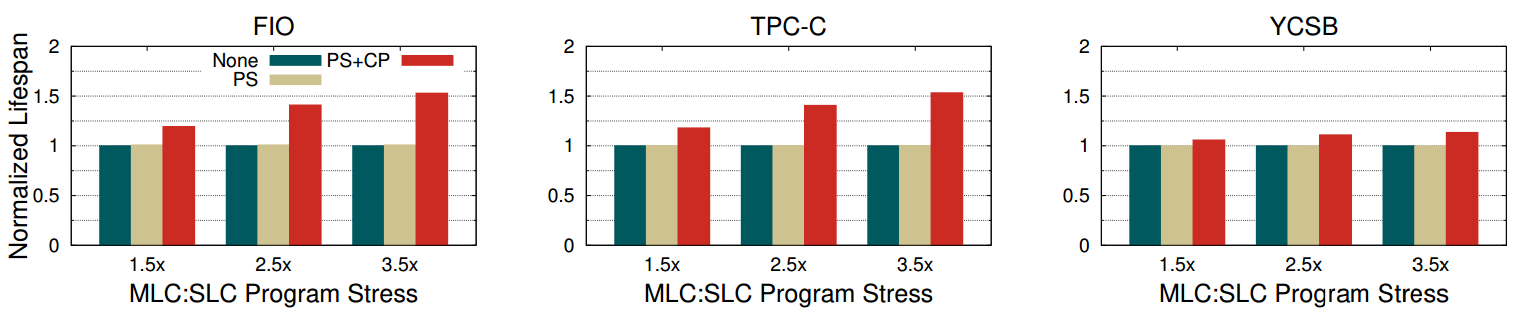 FIO
Normalized Lifespan
2
1.5
1
0.5
0
None PS+CP
PS
1.5x 2.5x 3.5x
MLC:SLC Program Stress
TPC-C
2
1.5
1
0.5
0
1.5x 2.5x 3.5x
MLC:SLC Program Stress
YCSB
2
1.5
1
0.5
0
1.5x 2.5x 3.5x
MLC:SLC Program Stress